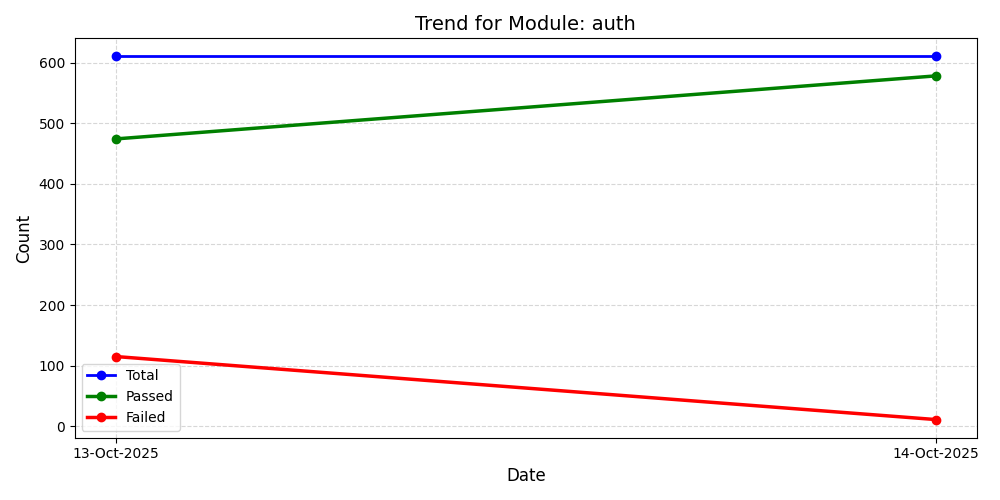 Trend for Module: auth
Count
600
500
400
300
200
100
0
Total
Passed
Failed
13-Oct-2025
14-Oct-2025
Date